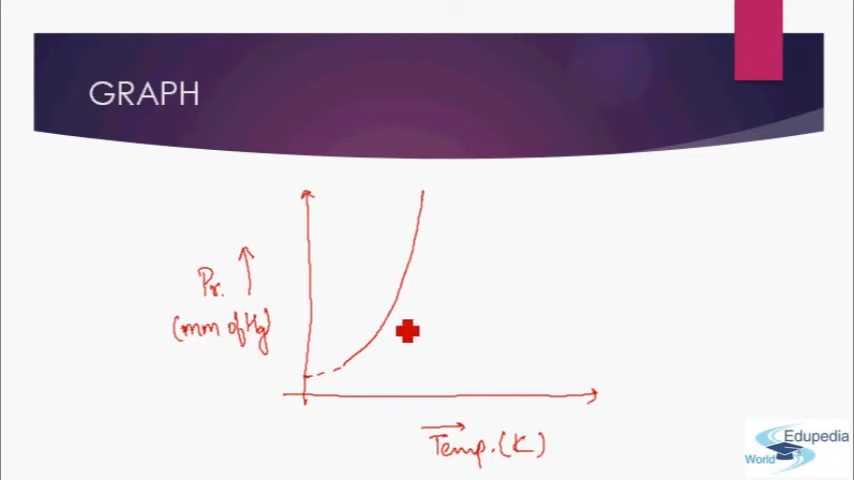 GRAPH
Pr.
(mm of Hg)
Temp. (K)
Edupedia
World